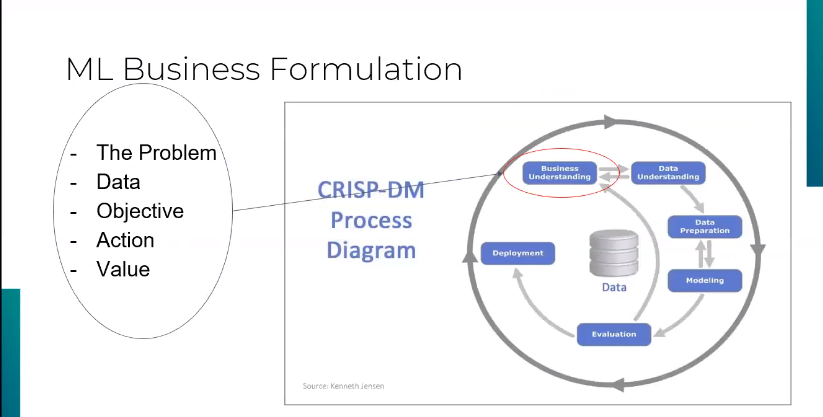 ML Business Formulation
- The Problem
- Data
- Objective
- Action
- Value
CRISP-DM
Process
Diagram
Business
Understanding
Data
Understanding
Data
Preparation
Modeling
Evaluation
Deployment
Data
Source: Kenneth Jensen